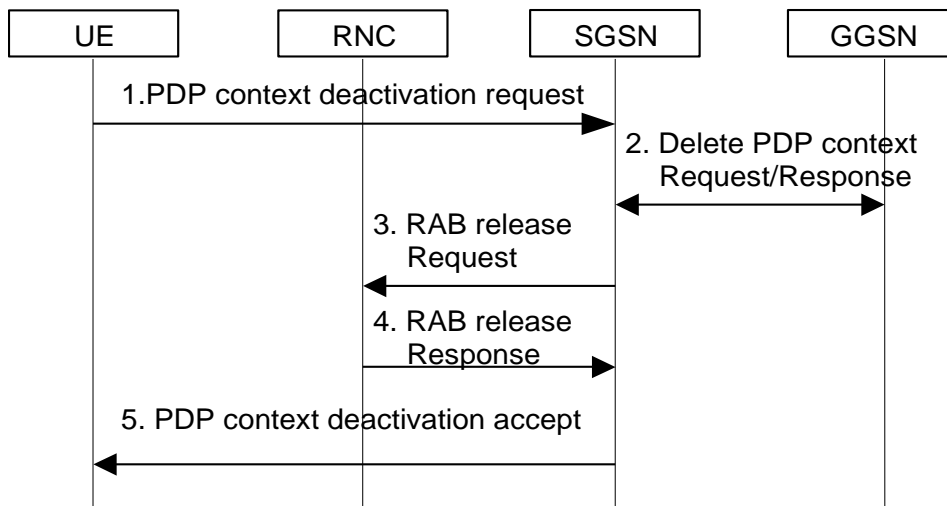 UE
RNC
SGSN
GGSN
1.PDP context deactivation request
2. Delete PDP context
Request/Response
3. RAB release
Request
4. RAB release
Response
5. PDP context deactivation accept